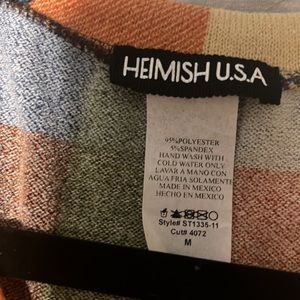 HEIMISH U.S.A
95%POLYESTER
5%SPANDEX
HAND WASH WITH
COLD WATER ONLY
LAVAR A MANO CON
AGUA FRIA SOLAMENTE
MADE IN MEXICO
HECHO EN MEXICO
Style# ST1335-11
Cut# 4072
M